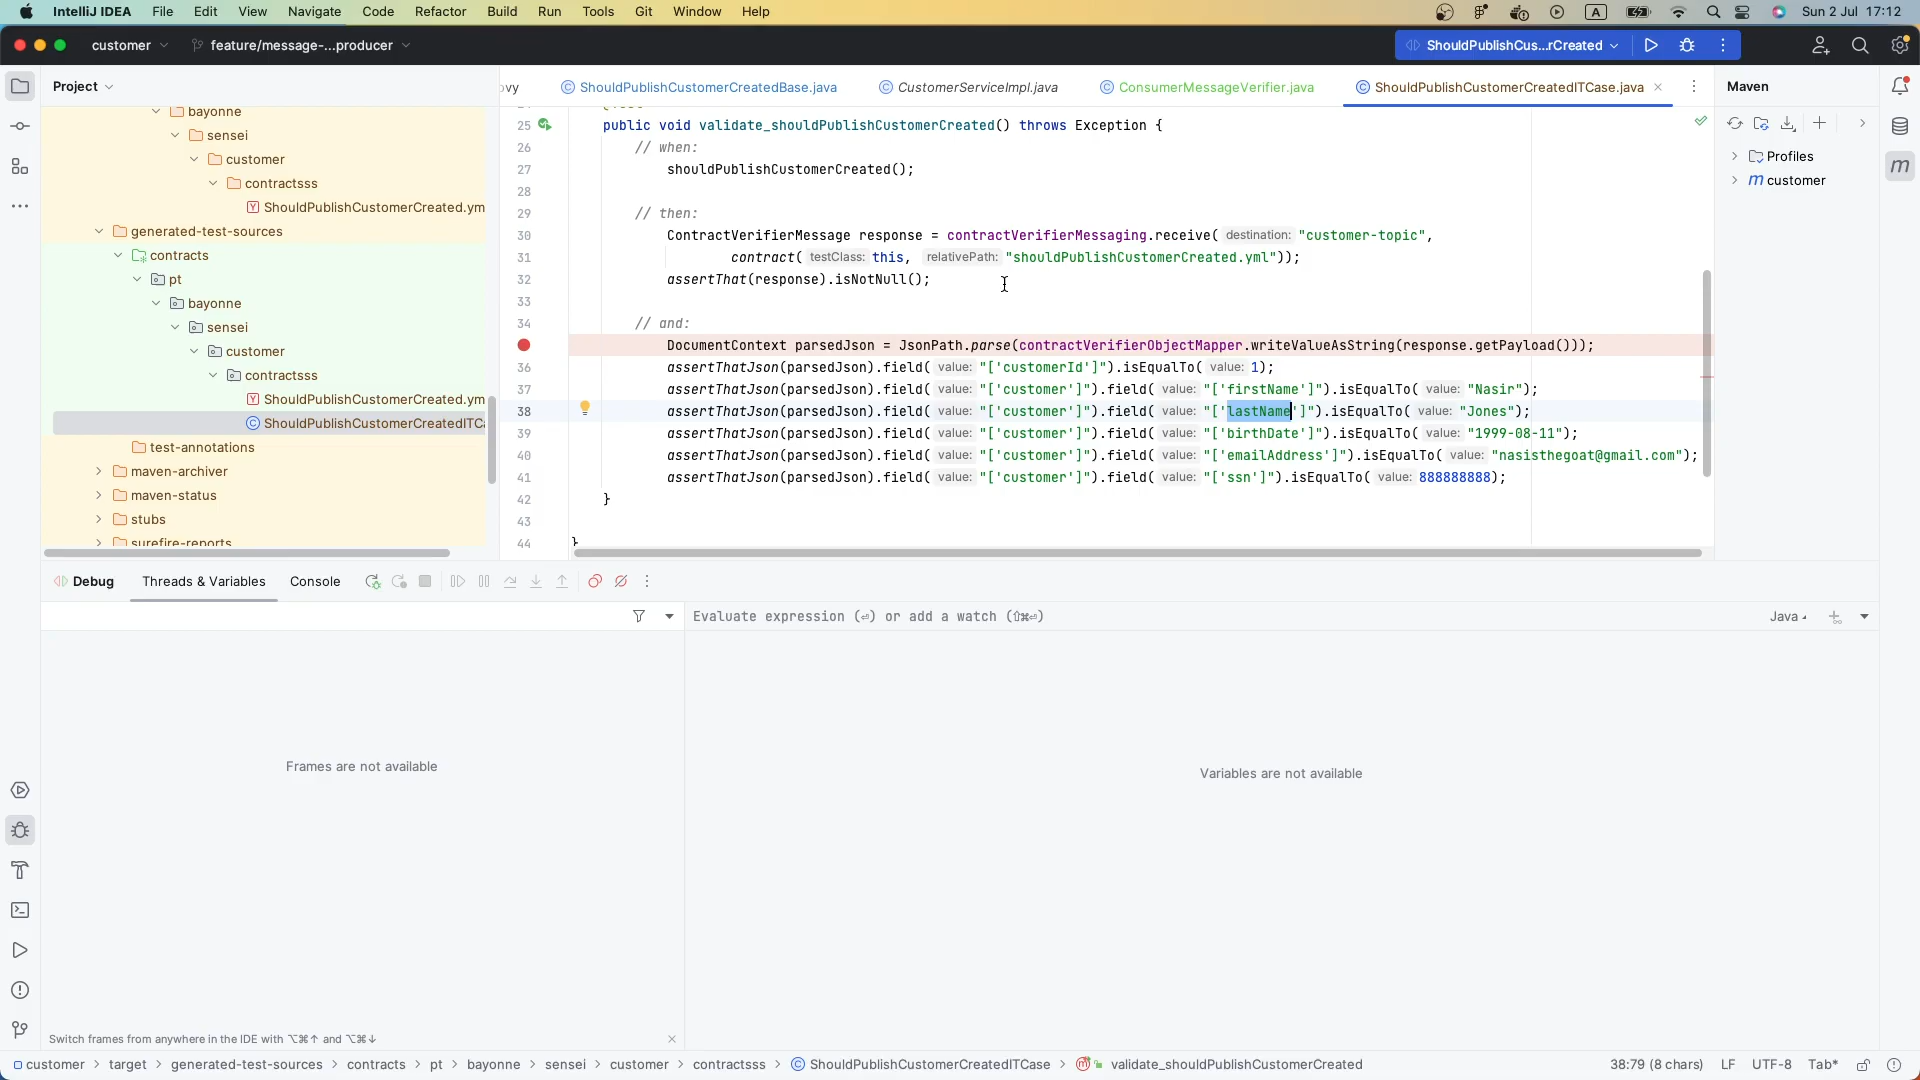 IntelliJ IDEA File Edit View Navigate Code Refactor Build Run Tools Git Window Help A Sun 2 Jul 17:12
customer feature/message-...producer ShouldPublishCus...rCreated
Project
vy ShouldPublishCustomerCreatedBase.java CustomerServiceImpl.java ConsumerMessageVerifier.java ShouldPublishCustomerCreatedITCase.java
Maven
Profiles
m customer
m
bayonne
sensei
customer
contractsss
ShouldPublishCustomerCreated.ym
generated-test-sources
contracts
pt
bayonne
sensei
customer
contractsss
ShouldPublishCustomerCreated.ym
ShouldPublishCustomerCreatedITCa
test-annotations
maven-archiver
maven-status
stubs
surefire-reports
25 public void validate_shouldPublishCustomerCreated() throws Exception {
26 // when:
27 shouldPublishCustomerCreated();
28
29 // then:
30 ContractVerifierMessage response = contractVerifierMessaging.receive( destination: "customer-topic",
31 contract( testClass: this, relativePath: "shouldPublishCustomerCreated.yml"));
32 assertThat(response).isNotNull();
33
34 // and:
DocumentContext parsedJson = JsonPath.parse(contractVerifierObjectMapper.writeValueAsString(response.getPayload()));
36 assertThatJson(parsedJson).field( value: "['customerId']").isEqualTo( value: 1);
37 assertThatJson(parsedJson).field( value: "['customer']").field( value: "['firstName']").isEqualTo( value: "Nasir");
38 assertThatJson(parsedJson).field( value: "['customer']").field( value: "['lastName']").isEqualTo( value: "Jones");
39 assertThatJson(parsedJson).field( value: "['customer']").field( value: "['birthDate']").isEqualTo( value: "1999-08-11");
40 assertThatJson(parsedJson).field( value: "['customer']").field( value: "['emailAddress']").isEqualTo( value: "nasisthegoat@gmail.com");
41 assertThatJson(parsedJson).field( value: "['customer']").field( value: "['ssn']").isEqualTo( value: 888888888);
42 }
43
44 }
Debug Threads & Variables Console
Evaluate expression (⏎) or add a watch (⇧⌘⏎) Java
Frames are not available
Variables are not available
Switch frames from anywhere in the IDE with ⌥⌘↑ and ⌥⌘↓
customer > target > generated-test-sources > contracts > pt > bayonne > sensei > customer > contractsss > ShouldPublishCustomerCreatedITCase > validate_shouldPublishCustomerCreated 38:79 (8 chars) LF UTF-8 Tab*